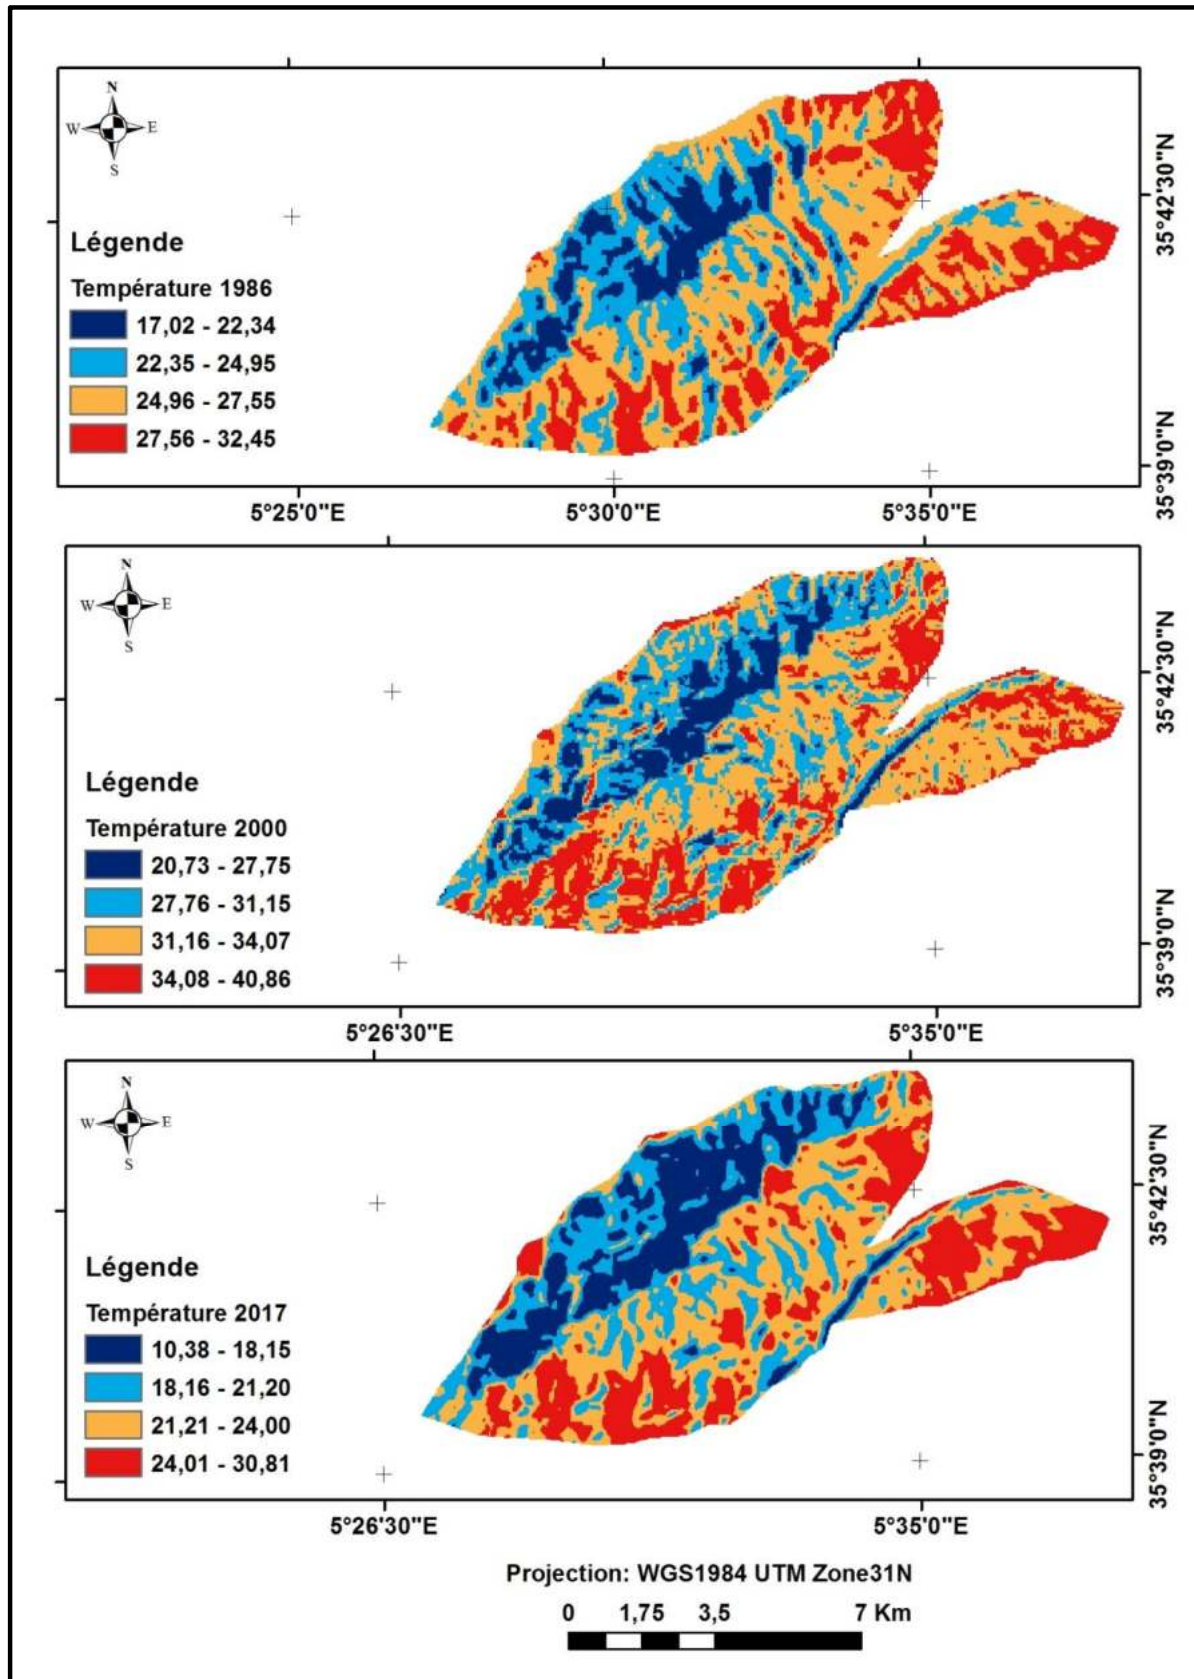 N
W E
S
Légende
Température 1986
17,02 - 22,34
22,35 - 24,95
24,96 - 27,55
27,56 - 32,45
35°42'30"N
35°39'0"N
5°25'0"E 5°30'0"E 5°35'0"E
N
W E
S
Légende
Température 2000
20,73 - 27,75
27,76 - 31,15
31,16 - 34,07
34,08 - 40,86
35°42'30"N
35°39'0"N
5°26'30"E 5°35'0"E
N
W E
S
Légende
Température 2017
10,38 - 18,15
18,16 - 21,20
21,21 - 24,00
24,01 - 30,81
35°42'30"N
35°39'0"N
5°26'30"E 5°35'0"E
Projection: WGS1984 UTM Zone31N
0 1,75 3,5 7 Km